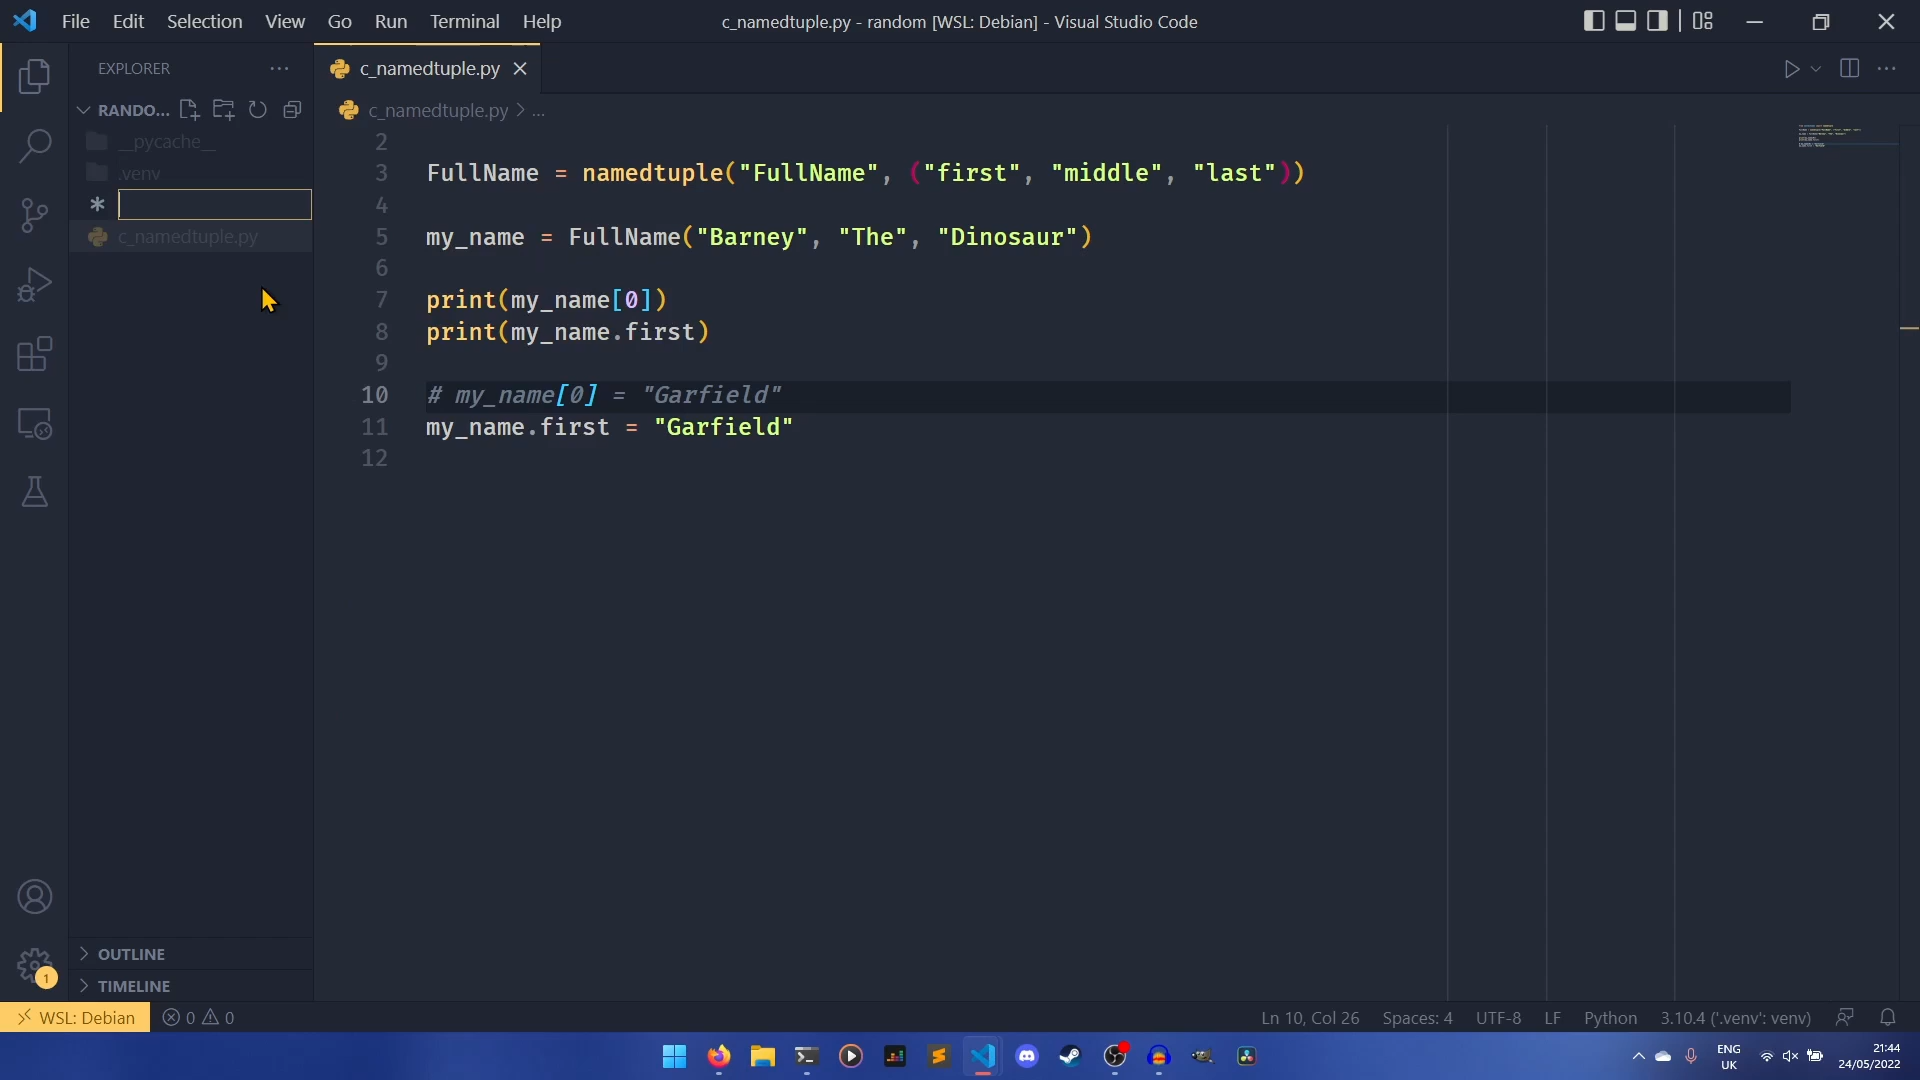 File Edit Selection View Go Run Terminal Help
c_namedtuple.py - random [WSL: Debian] - Visual Studio Code
EXPLORER
RANDO...
__pycache__
.venv
c_namedtuple.py
OUTLINE
TIMELINE
1
c_namedtuple.py
c_namedtuple.py > ...
2
3 FullName = namedtuple("FullName", ("first", "middle", "last"))
4
5 my_name = FullName("Barney", "The", "Dinosaur")
6
7 print(my_name[0])
8 print(my_name.first)
9
10 # my_name[0] = "Garfield"
11 my_name.first = "Garfield"
12
WSL: Debian 0 0
Ln 10, Col 26 Spaces: 4 UTF-8 LF Python 3.10.4 ('.venv': venv)
ENG
UK
21:44
24/05/2022